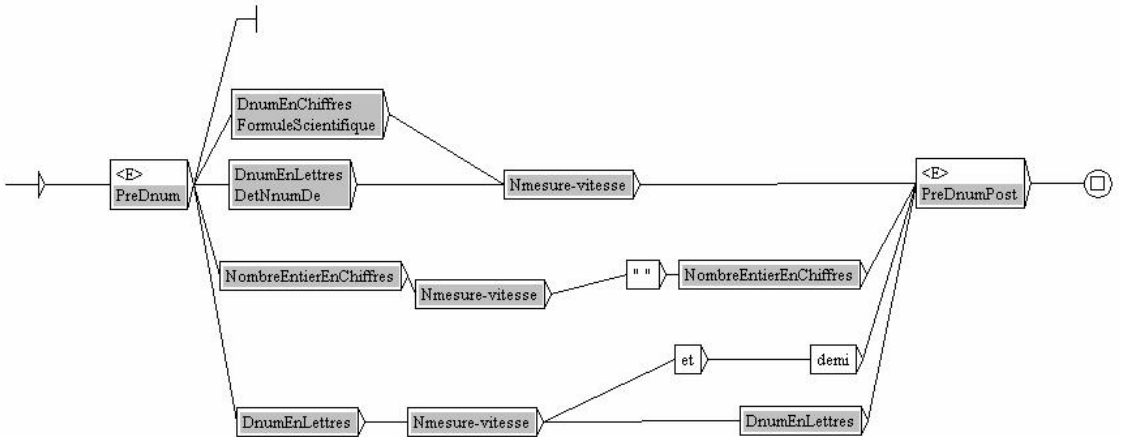 DnumEnChiffres
FormuleScientifique
<E>
PreDnum
DnumEnLettres
DetNnumDe
Nmesure-vitesse
<E>
PreDnumPost
NombreEntierEnChiffres
Nmesure-vitesse
" "
NombreEntierEnChiffres
et
demi
DnumEnLettres
Nmesure-vitesse
DnumEnLettres